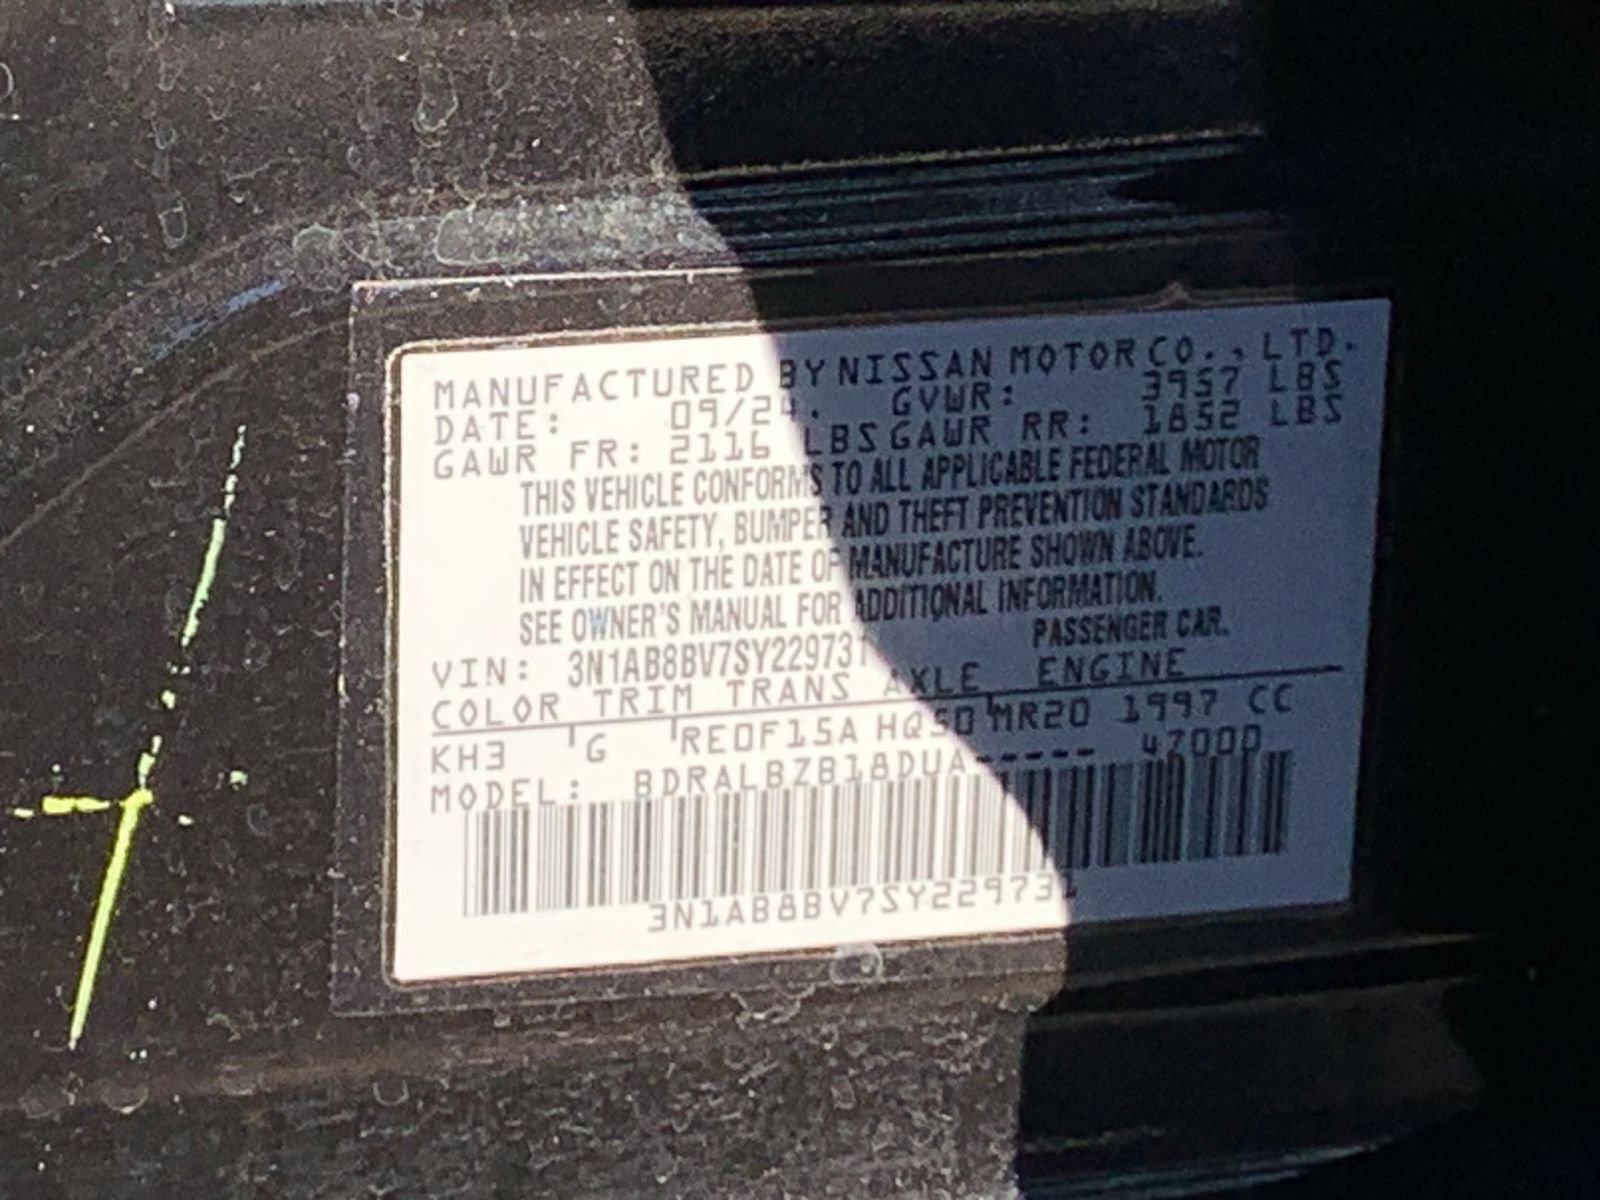 MANUFACTURED BY NISSAN MOTOR CO., LTD.
DATE: 09/24. GVWR: 3957 LBS
GAWR FR: 2116 LBS GAWR RR: 1852 LBS
THIS VEHICLE CONFORMS TO ALL APPLICABLE FEDERAL MOTOR
VEHICLE SAFETY, BUMPER AND THEFT PREVENTION STANDARDS
IN EFFECT ON THE DATE OF MANUFACTURE SHOWN ABOVE.
SEE OWNER'S MANUAL FOR ADDITIONAL INFORMATION.
PASSENGER CAR.
VIN: 3N1AB8BV7SY229731
COLOR TRIM TRANS AXLE ENGINE
KH3 G RE0F15A HQ50 MR20 1997 CC
MODEL: BDRALBZB18DUA----- 4Z00D
3N1AB8BV7SY229731